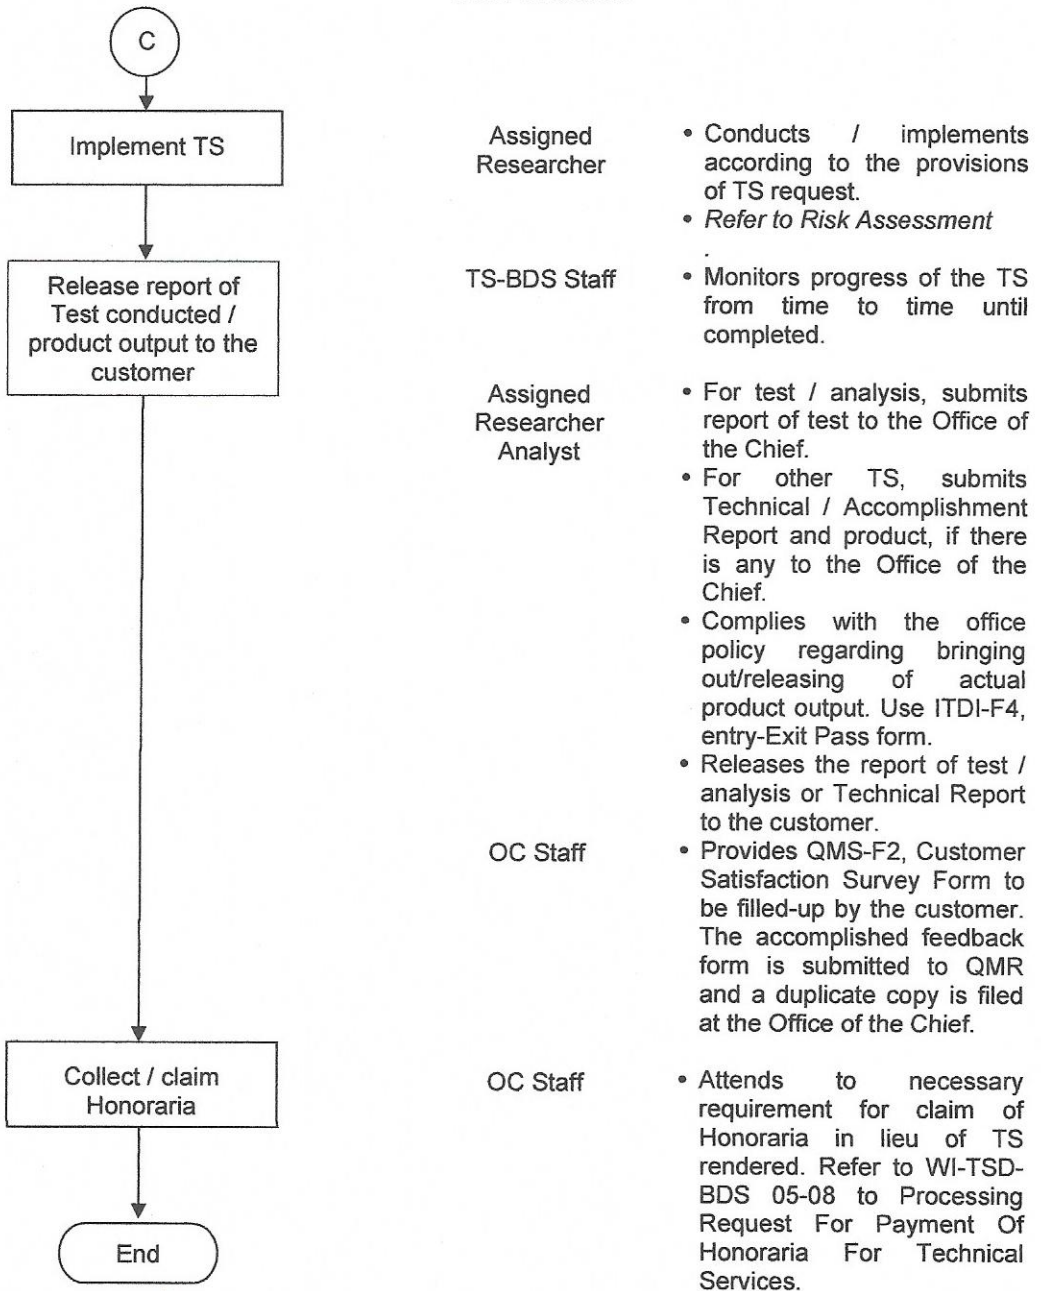 C
Implement TS
Assigned
Researcher
• Conducts / implements
according to the provisions
of TS request.
• Refer to Risk Assessment
.
Release report of
Test conducted /
product output to the
customer
TS-BDS Staff
• Monitors progress of the TS
from time to time until
completed.
Assigned
Researcher
Analyst
• For test / analysis, submits
report of test to the Office of
the Chief.
• For other TS, submits
Technical / Accomplishment
Report and product, if there
is any to the Office of the
Chief.
• Complies with the office
policy regarding bringing
out/releasing of actual
product output. Use ITDI-F4,
entry-Exit Pass form.
• Releases the report of test /
analysis or Technical Report
to the customer.
OC Staff
• Provides QMS-F2, Customer
Satisfaction Survey Form to
be filled-up by the customer.
The accomplished feedback
form is submitted to QMR
and a duplicate copy is filed
at the Office of the Chief.
Collect / claim
Honoraria
OC Staff
• Attends to necessary
requirement for claim of
Honoraria in lieu of TS
rendered. Refer to WI-TSD-
BDS 05-08 to Processing
Request For Payment Of
Honoraria For Technical
Services.
End